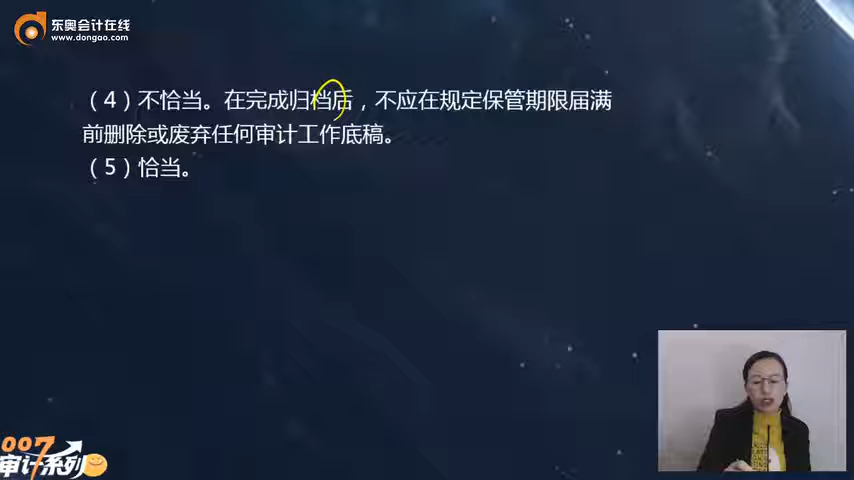 东奥会计在线
www.dongao.com
（4）不恰当。在完成归档后，不应在规定保管期限届满
前删除或废弃任何审计工作底稿。
（5）恰当。
007
审计系列